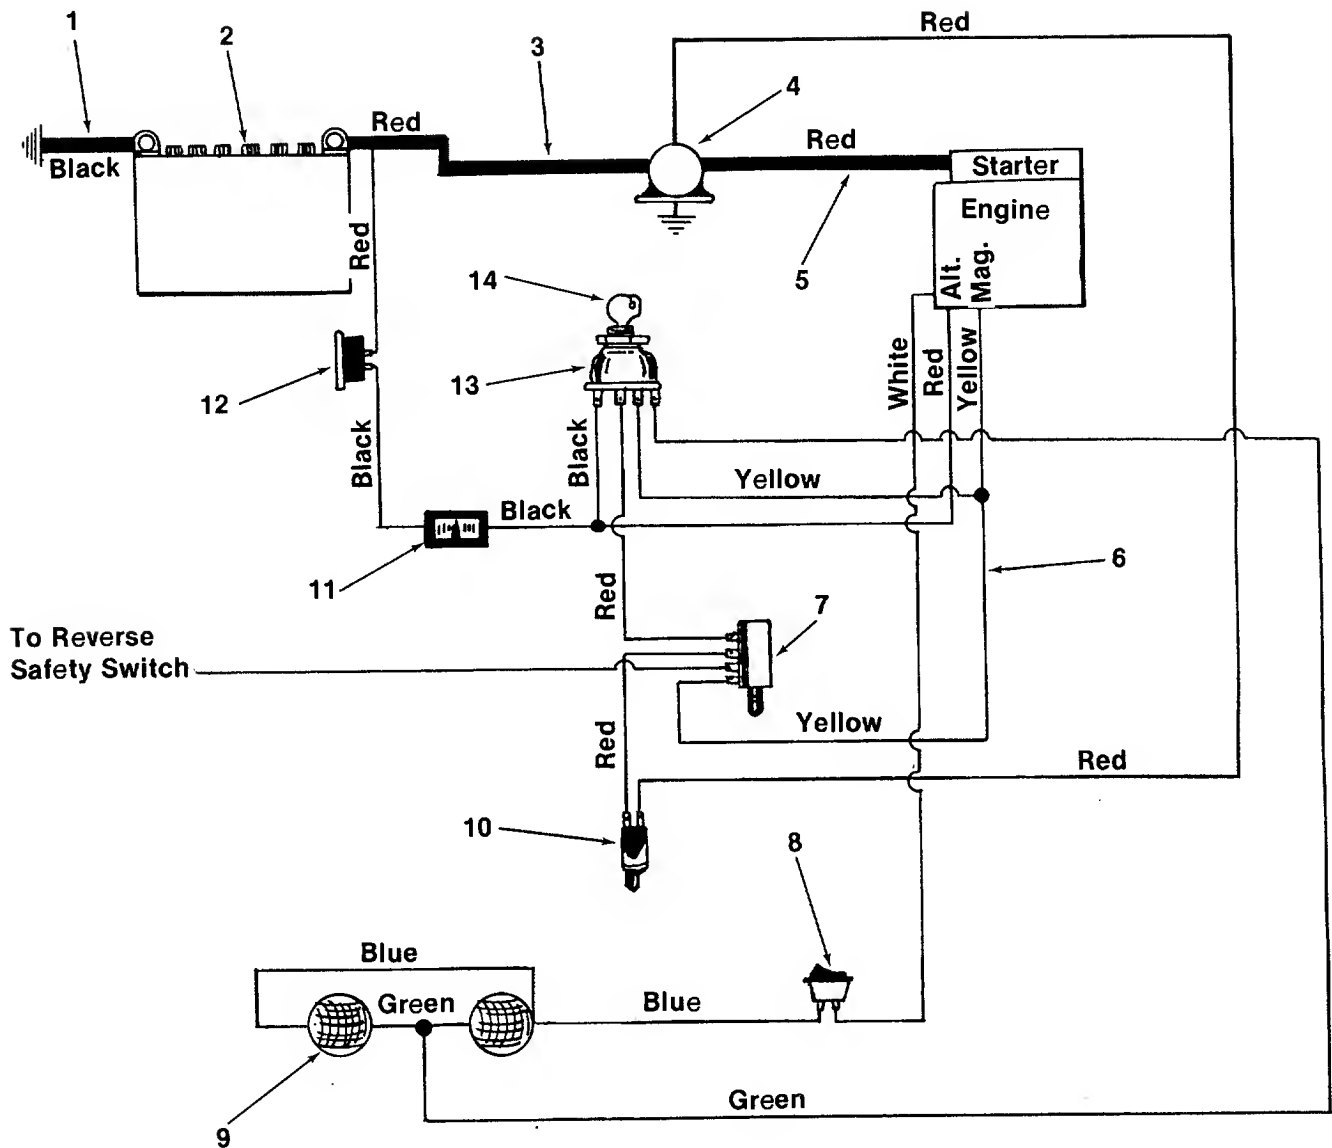 1
2
3
Red
4
Red
Red
Black
Starter
Engine
Red
14
5
Alt.
Mag.
12
13
White
Red
Yellow
Black
Black
Yellow
Black
11
6
Red
7
To Reverse
Safety Switch
Yellow
Red
Red
10
8
Blue
Green
Blue
9
Green